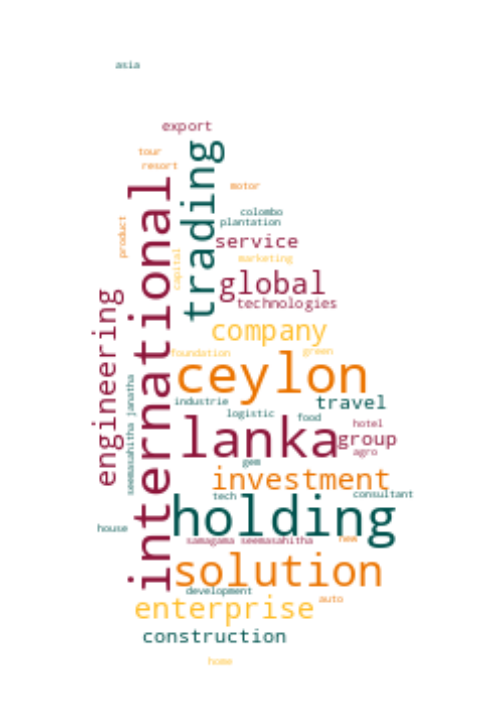 asia
export
trading
tour
resort
international
motor
colombo
plantation
product
service
capital
marketing
global
technologies
engineering
company
foundation
green
ceylon
seemasahitha janatha
industrie
travel
logistic
food
lanka
hotel
group
agro
gem
investment
tech
consultant
holding
house
samagama seemasahitha
new
solution
development
auto
enterprise
construction
home